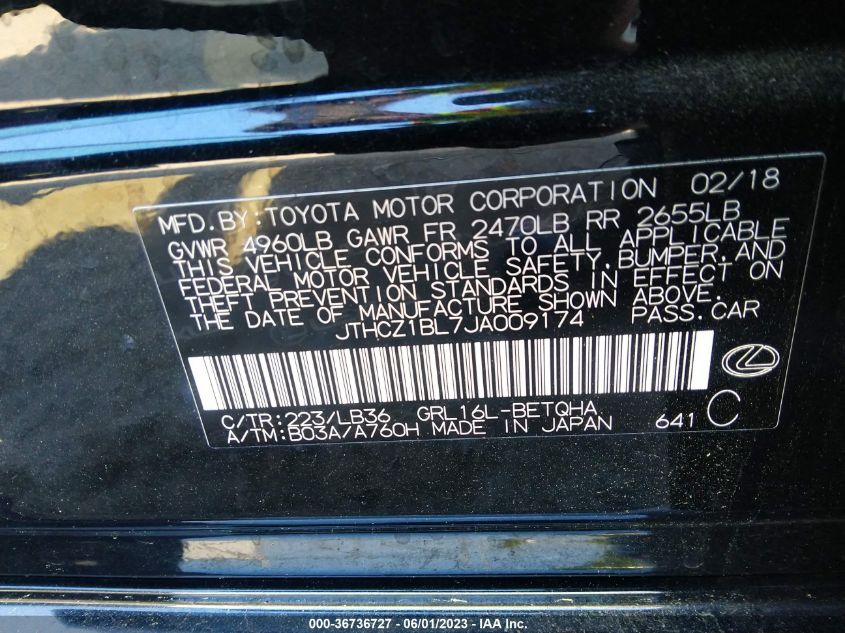 MFD.BY:TOYOTA MOTOR CORPORATION 02/18
GVWR 4960LB GAWR FR 2470LB RR 2655LB
THIS VEHICLE CONFORMS TO ALL APPLICABLE
FEDERAL MOTOR VEHICLE SAFETY,BUMPER,AND
THEFT PREVENTION STANDARDS IN EFFECT ON
THE DATE OF MANUFACTURE SHOWN ABOVE.
JTHCZ1BL7JA009174 PASS.CAR
C/TR:223/LB36 GRL16L-BETQHA
A/TM:B03A/A760H MADE IN JAPAN 641 C
000-36736727 - 06/01/2023 - IAA Inc.